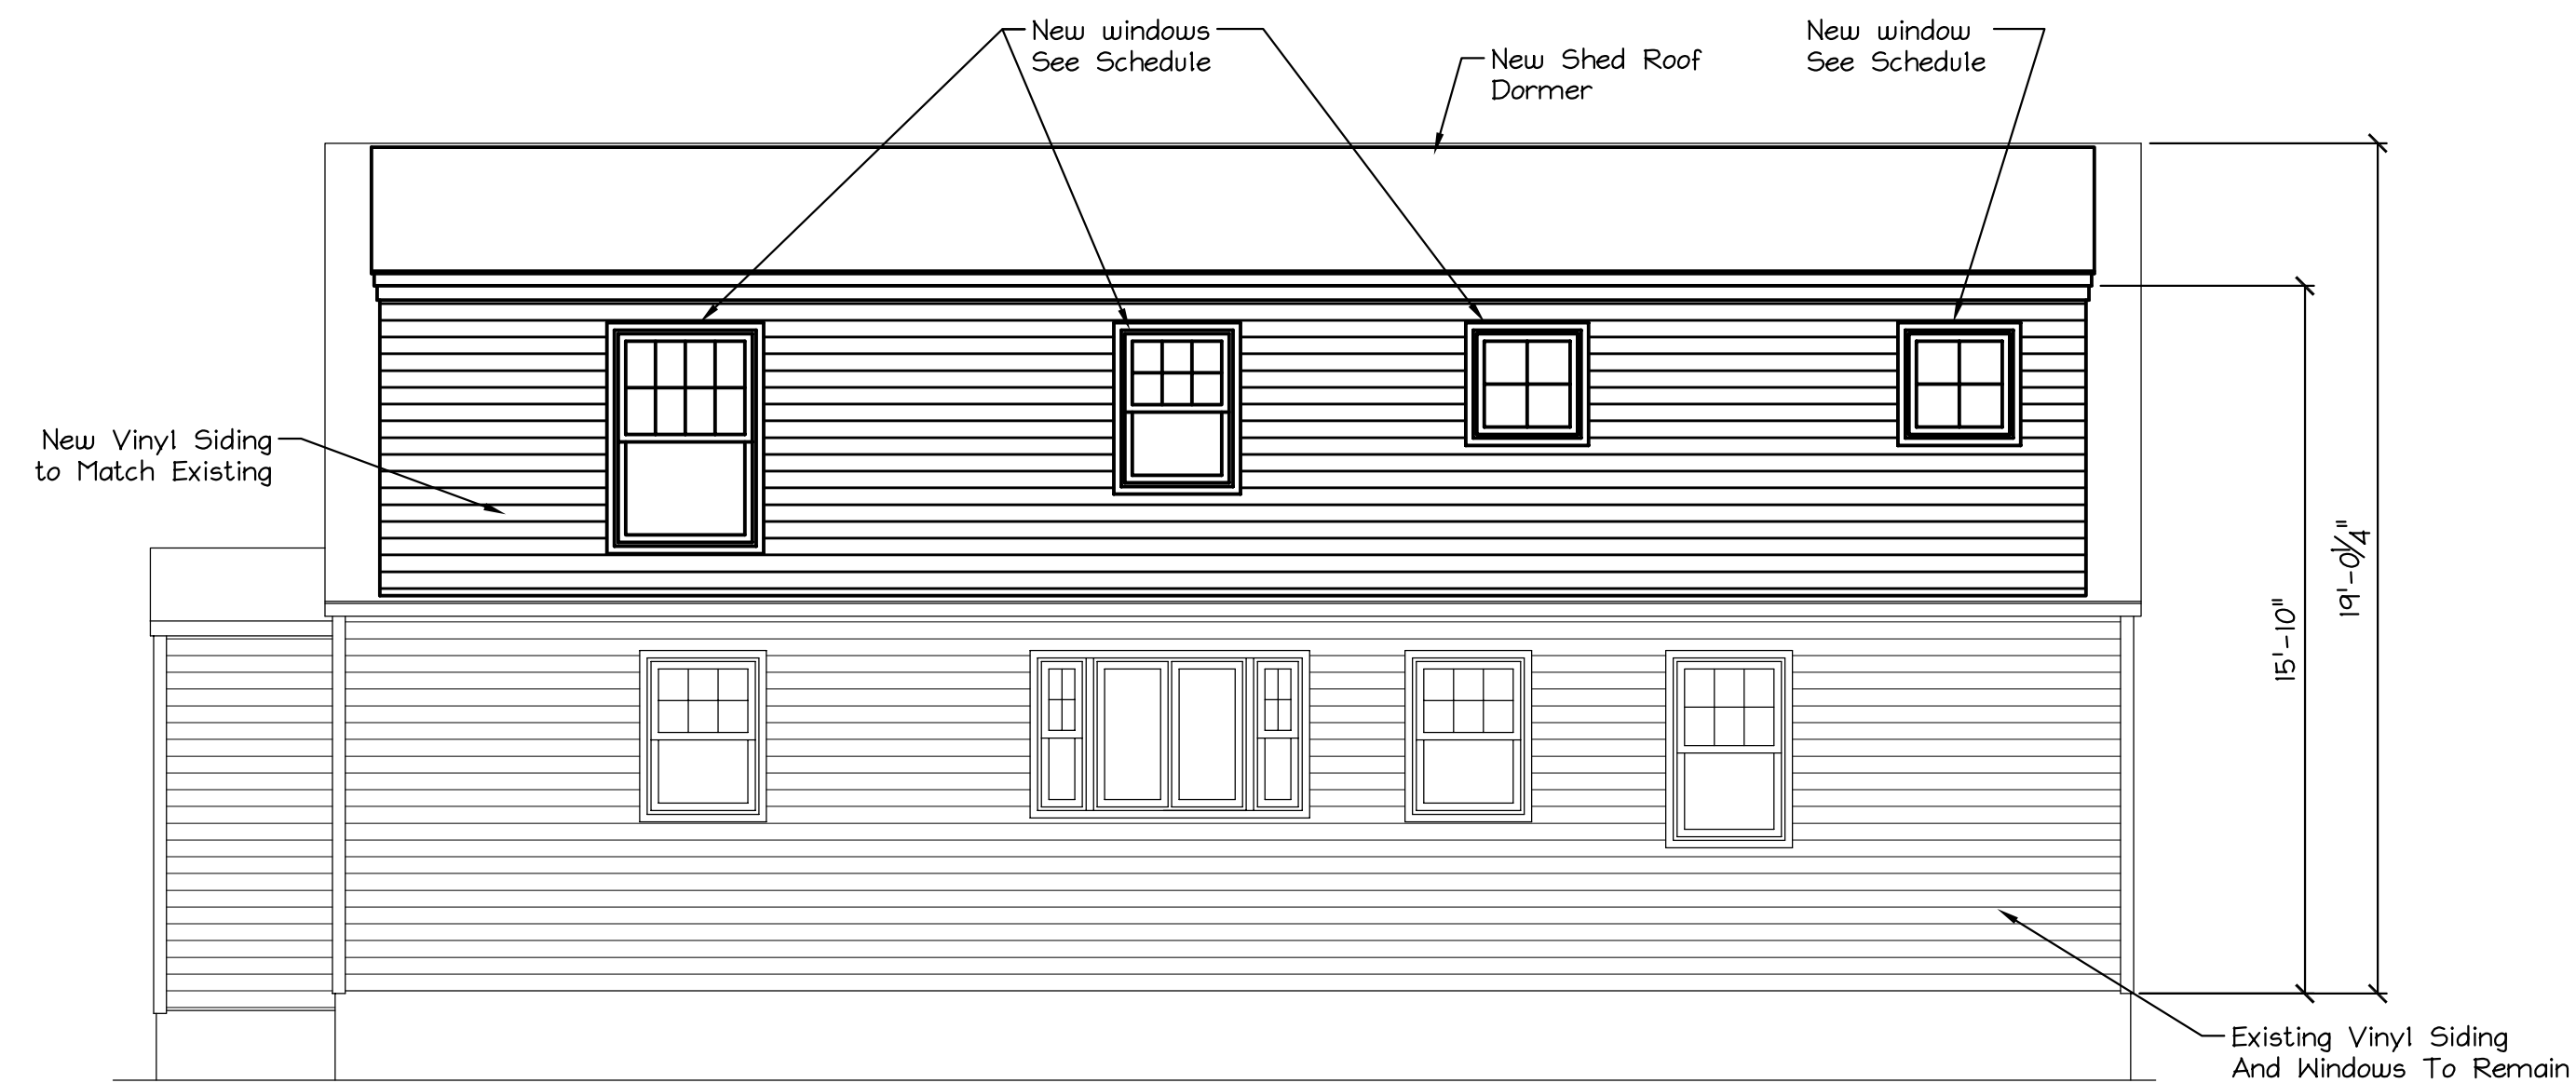 New windows
See Schedule
New Shed Roof
Dormer
New window
See Schedule
New Vinyl Siding
to Match Existing
15'-10"
19'-0¼"
Existing Vinyl Siding
And Windows To Remain